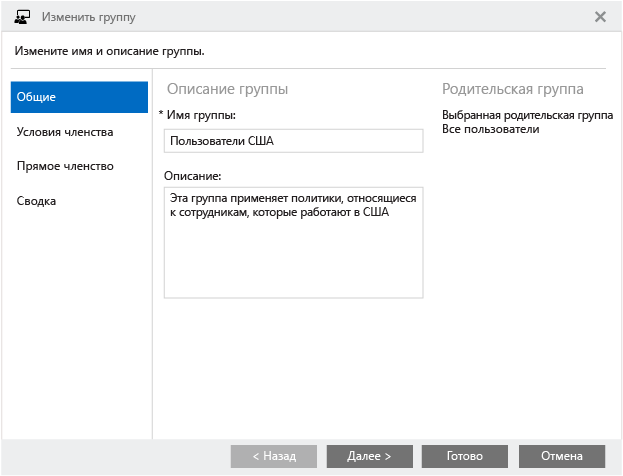 Изменить группу
Измените имя и описание группы.
Общие
Условия членства
Прямое членство
Сводка
Описание группы
* Имя группы:
Пользователи США
Описание:
Эта группа применяет политики, относящиеся
к сотрудникам, которые работают в США
Родительская группа
Выбранная родительская группа
Все пользователи
< Назад
Далее >
Готово
Отмена